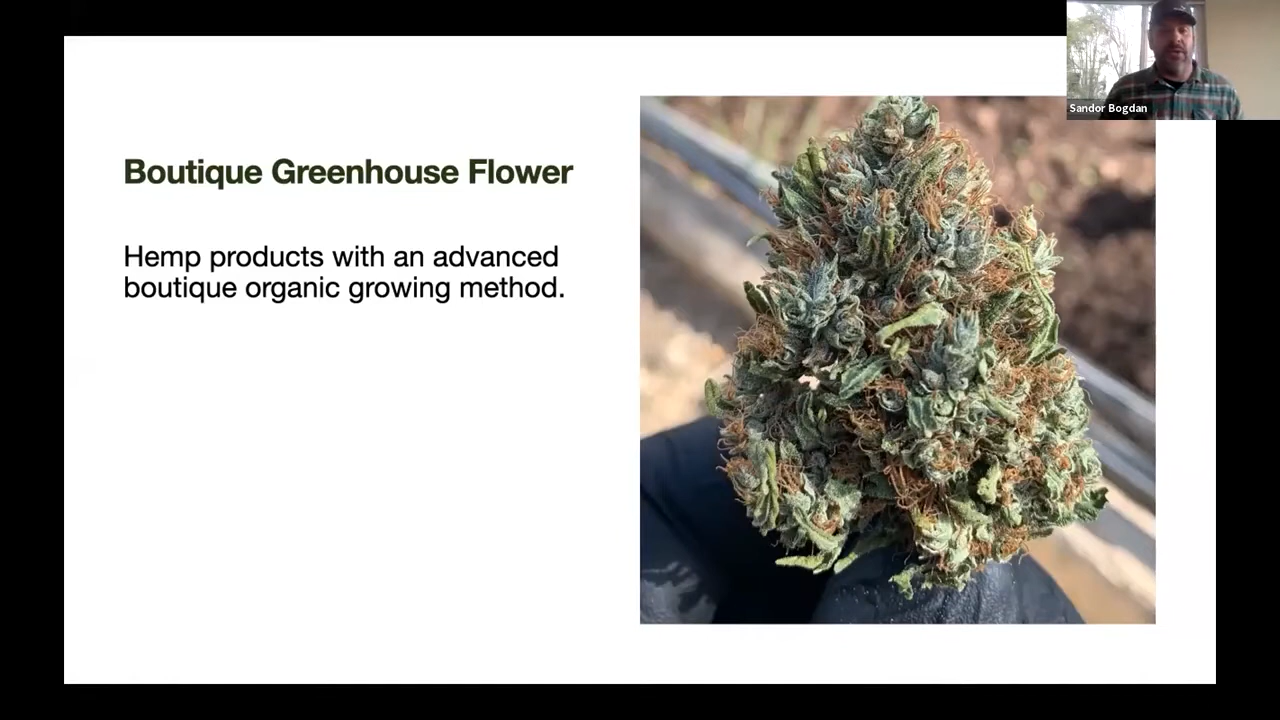 Sandor Bogdan
Boutique Greenhouse Flower
Hemp products with an advanced
boutique organic growing method.